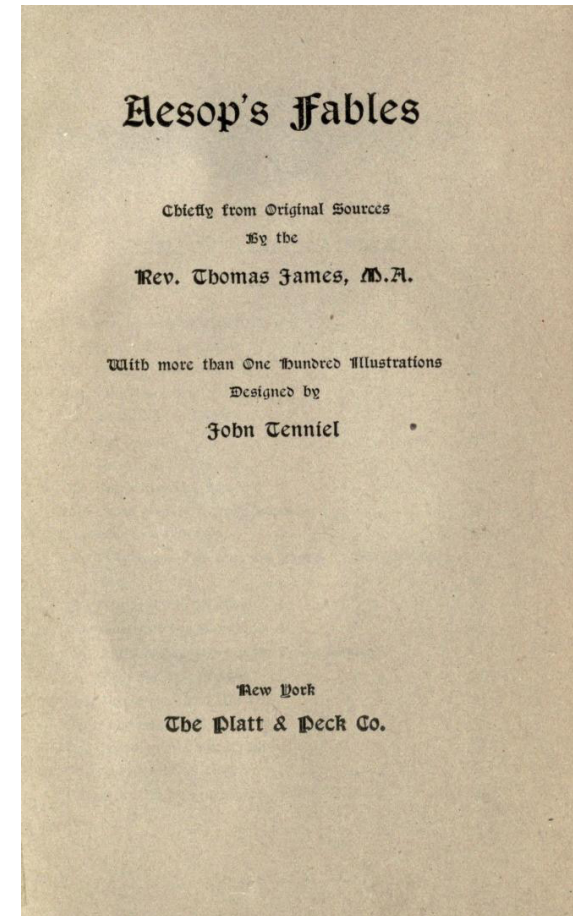 Aesop's Fables
Chiefly from Original Sources
By the
Rev. Thomas James, M.A.
With more than One Hundred Illustrations
Designed by
John Tenniel
New York
The Platt & Peck Co.